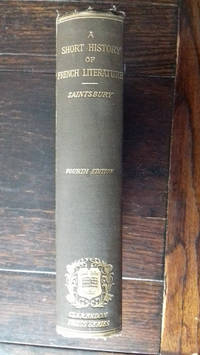 A
SHORT HISTORY
OF
FRENCH LITERATURE
SAINTSBURY
FOURTH EDITION
CLARENDON
PRESS SERIES